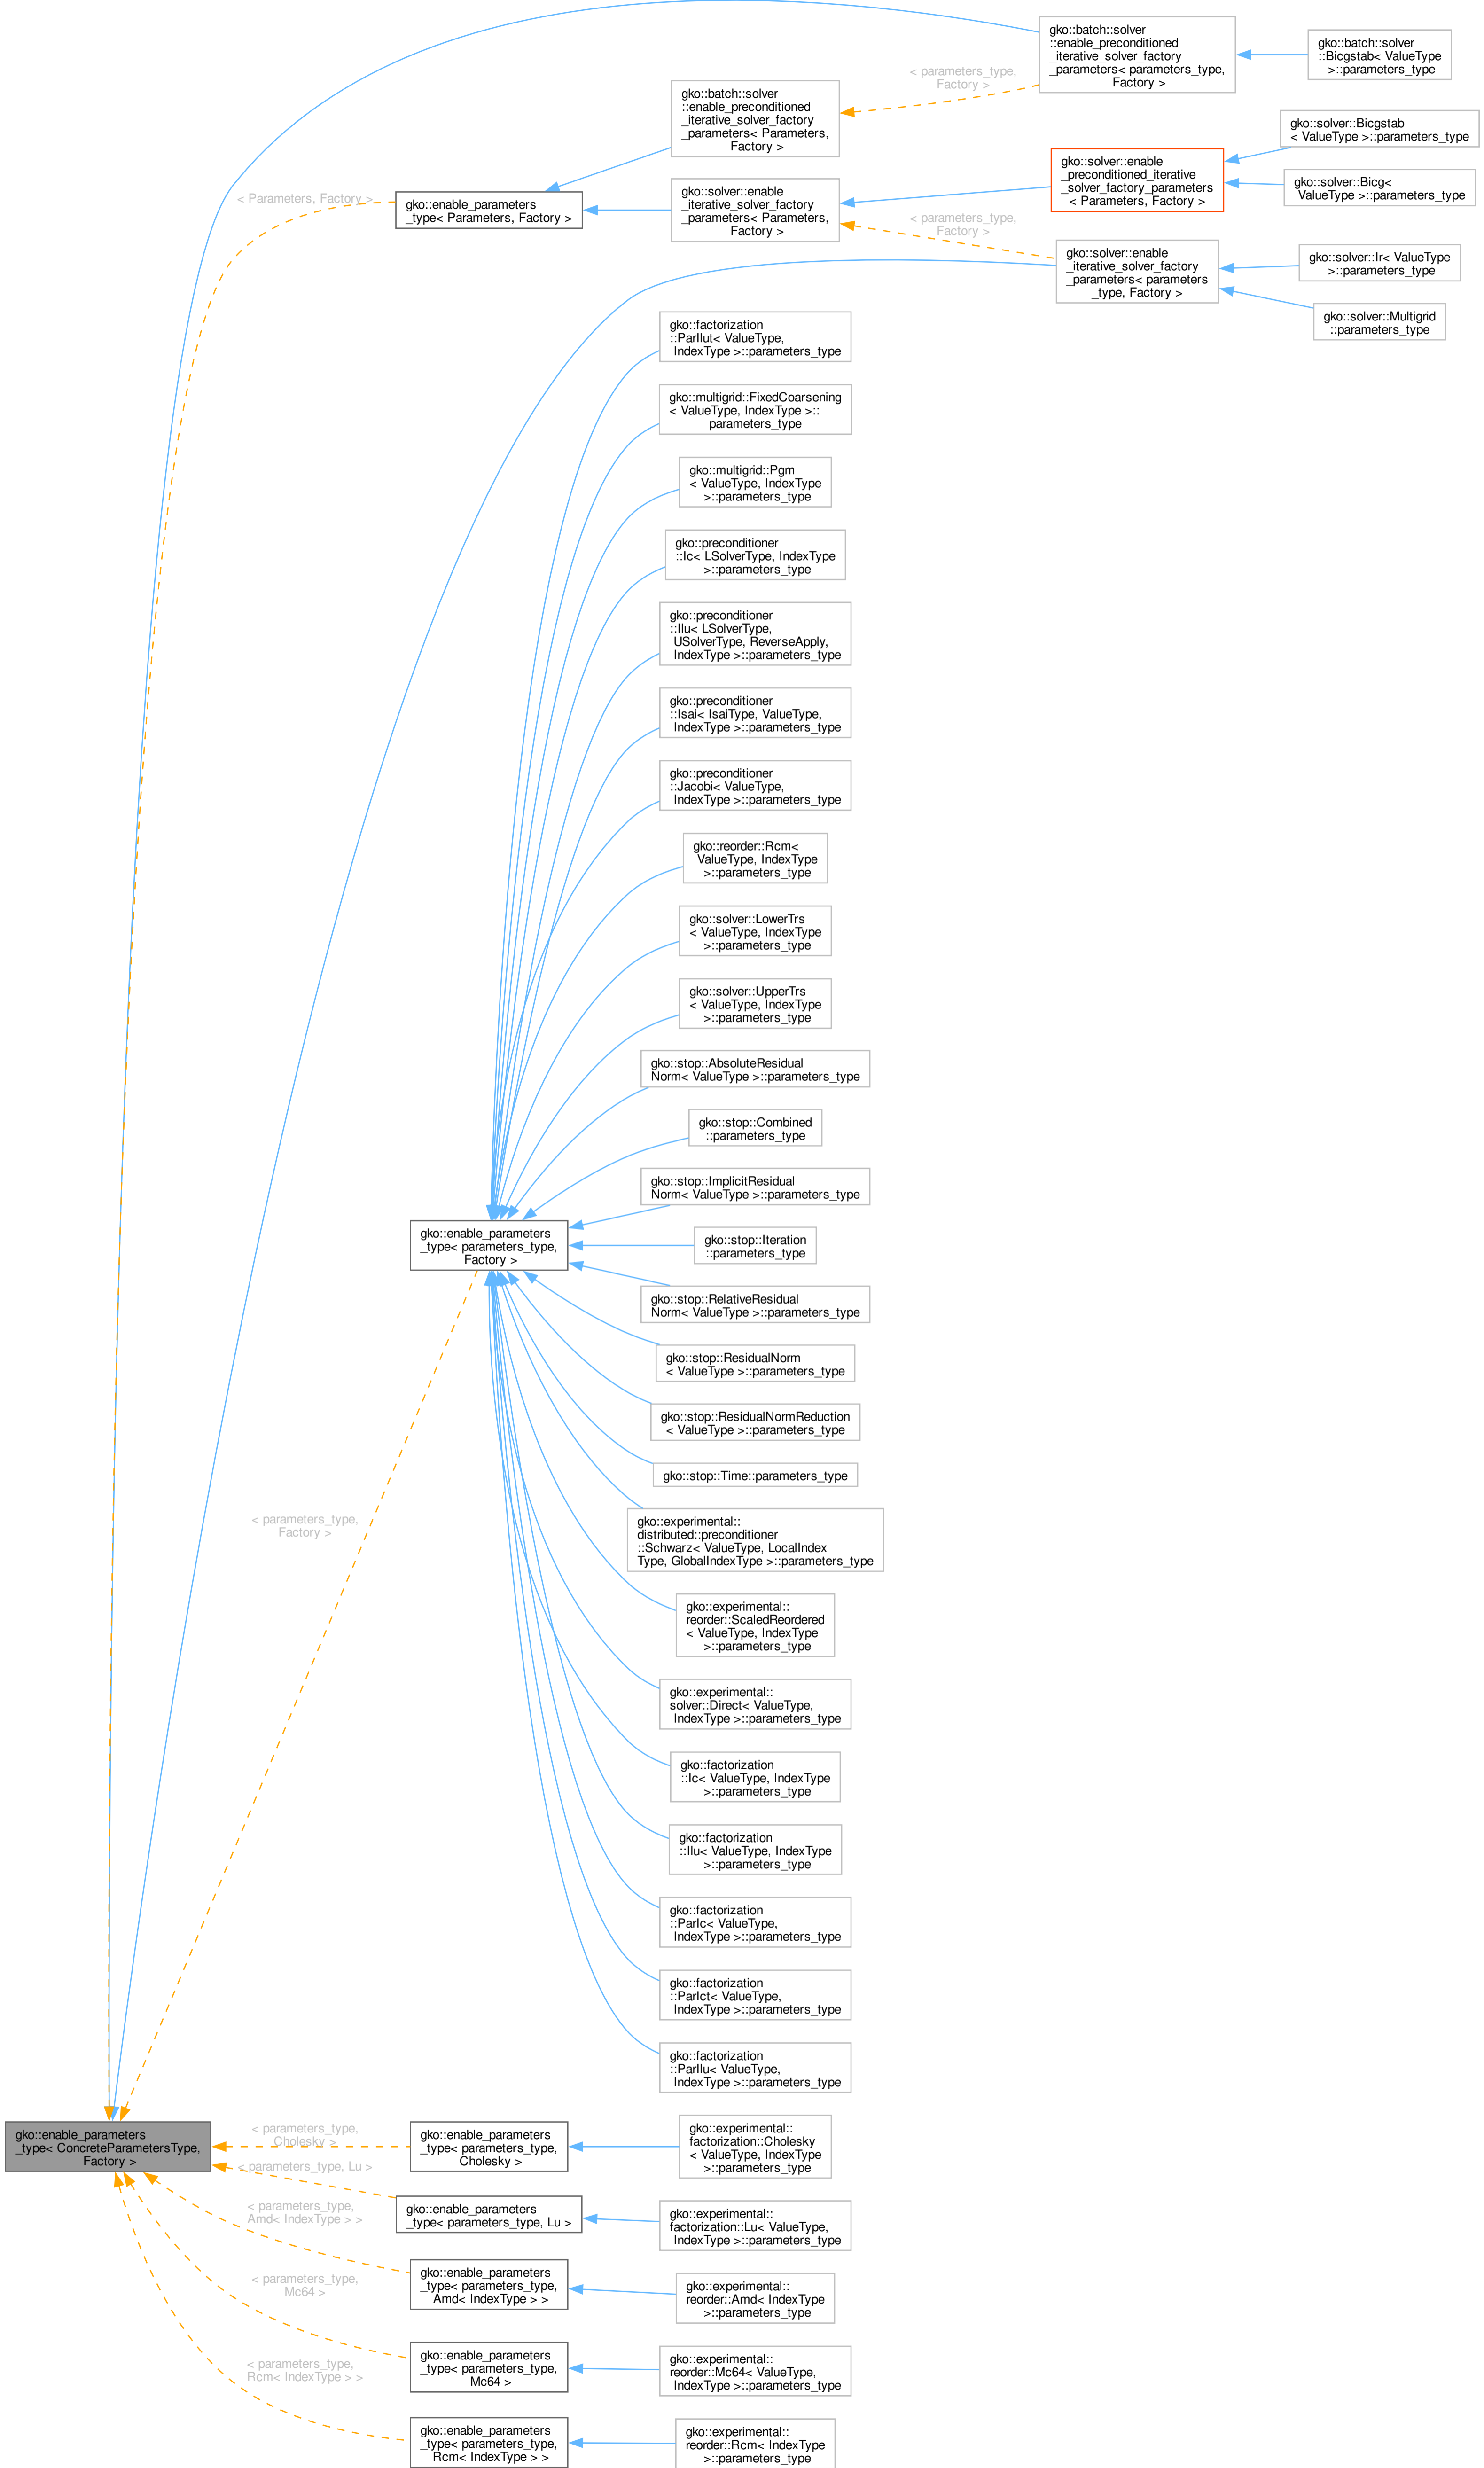 gko::batch::solver
::enable_preconditioned
_iterative_solver_factory
_parameters< parameters_type,
Factory >
gko::batch::solver
::Bicgstab< ValueType
>::parameters_type
< parameters_type,
Factory >
gko::batch::solver
::enable_preconditioned
_iterative_solver_factory
_parameters< Parameters,
Factory >
gko::solver::Bicgstab
< ValueType >::parameters_type
gko::solver::enable
_preconditioned_iterative
_solver_factory_parameters
< Parameters, Factory >
gko::solver::Bicg<
ValueType >::parameters_type
< Parameters, Factory >
gko::enable_parameters
_type< Parameters, Factory >
gko::solver::enable
_iterative_solver_factory
_parameters< Parameters,
Factory >
< parameters_type,
Factory >
gko::solver::enable
_iterative_solver_factory
_parameters< parameters
_type, Factory >
gko::solver::Ir< ValueType
>::parameters_type
gko::solver::Multigrid
::parameters_type
gko::factorization
::ParIlut< ValueType,
IndexType >::parameters_type
gko::multigrid::FixedCoarsening
< ValueType, IndexType >::
parameters_type
gko::multigrid::Pgm
< ValueType, IndexType
>::parameters_type
gko::preconditioner
::Ic< LSolverType, IndexType
>::parameters_type
gko::preconditioner
::Ilu< LSolverType,
USolverType, ReverseApply,
IndexType >::parameters_type
gko::preconditioner
::Isai< IsaiType, ValueType,
IndexType >::parameters_type
gko::preconditioner
::Jacobi< ValueType,
IndexType >::parameters_type
gko::reorder::Rcm<
ValueType, IndexType
>::parameters_type
gko::solver::LowerTrs
< ValueType, IndexType
>::parameters_type
gko::solver::UpperTrs
< ValueType, IndexType
>::parameters_type
gko::stop::AbsoluteResidual
Norm< ValueType >::parameters_type
gko::stop::Combined
::parameters_type
gko::stop::ImplicitResidual
Norm< ValueType >::parameters_type
gko::enable_parameters
_type< parameters_type,
Factory >
gko::stop::Iteration
::parameters_type
gko::stop::RelativeResidual
Norm< ValueType >::parameters_type
gko::stop::ResidualNorm
< ValueType >::parameters_type
gko::stop::ResidualNormReduction
< ValueType >::parameters_type
gko::stop::Time::parameters_type
< parameters_type,
Factory >
gko::experimental::
distributed::preconditioner
::Schwarz< ValueType, LocalIndex
Type, GlobalIndexType >::parameters_type
gko::experimental::
reorder::ScaledReordered
< ValueType, IndexType
>::parameters_type
gko::experimental::
solver::Direct< ValueType,
IndexType >::parameters_type
gko::factorization
::Ic< ValueType, IndexType
>::parameters_type
gko::factorization
::Ilu< ValueType, IndexType
>::parameters_type
gko::factorization
::ParIc< ValueType,
IndexType >::parameters_type
gko::factorization
::ParIct< ValueType,
IndexType >::parameters_type
gko::factorization
::ParIlu< ValueType,
IndexType >::parameters_type
gko::enable_parameters
_type< ConcreteParametersType,
Factory >
< parameters_type,
Cholesky >
gko::enable_parameters
_type< parameters_type,
Cholesky >
gko::experimental::
factorization::Cholesky
< ValueType, IndexType
>::parameters_type
< parameters_type, Lu >
gko::enable_parameters
_type< parameters_type, Lu >
gko::experimental::
factorization::Lu< ValueType,
IndexType >::parameters_type
< parameters_type,
Amd< IndexType > >
gko::enable_parameters
_type< parameters_type,
Amd< IndexType > >
gko::experimental::
reorder::Amd< IndexType
>::parameters_type
< parameters_type,
Mc64 >
gko::enable_parameters
_type< parameters_type,
Mc64 >
gko::experimental::
reorder::Mc64< ValueType,
IndexType >::parameters_type
< parameters_type,
Rcm< IndexType > >
gko::enable_parameters
_type< parameters_type,
Rcm< IndexType > >
gko::experimental::
reorder::Rcm< IndexType
>::parameters_type